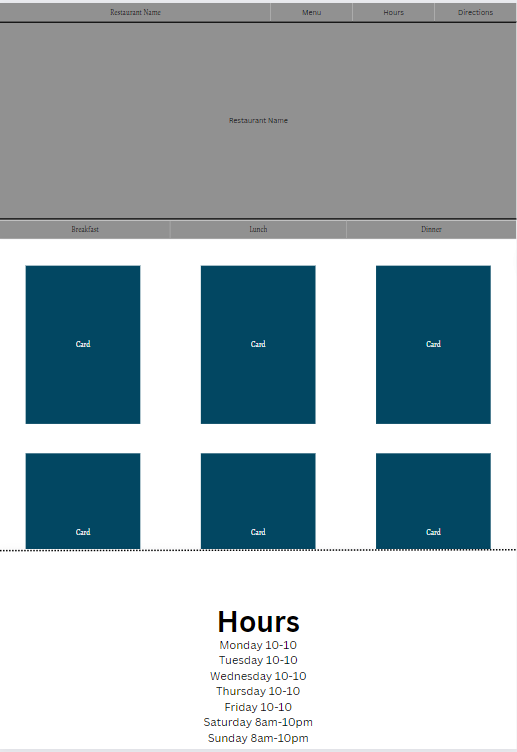 Restaurant Name Menu Hours Directions
Restaurant Name
Breakfast Lunch Dinner
Card Card Card
Card Card Card
Hours
Monday 10-10
Tuesday 10-10
Wednesday 10-10
Thursday 10-10
Friday 10-10
Saturday 8am-10pm
Sunday 8am-10pm